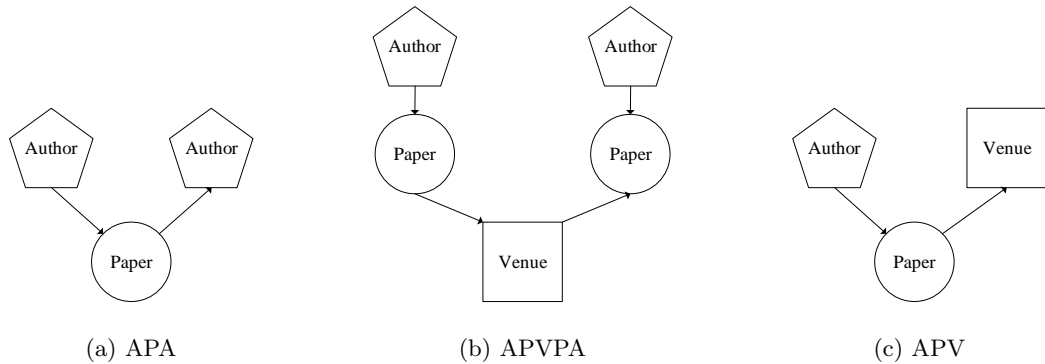 Author
Author
Paper
(a) APA
Author
Author
Paper
Paper
Venue
(b) APVPA
Author
Venue
Paper
(c) APV